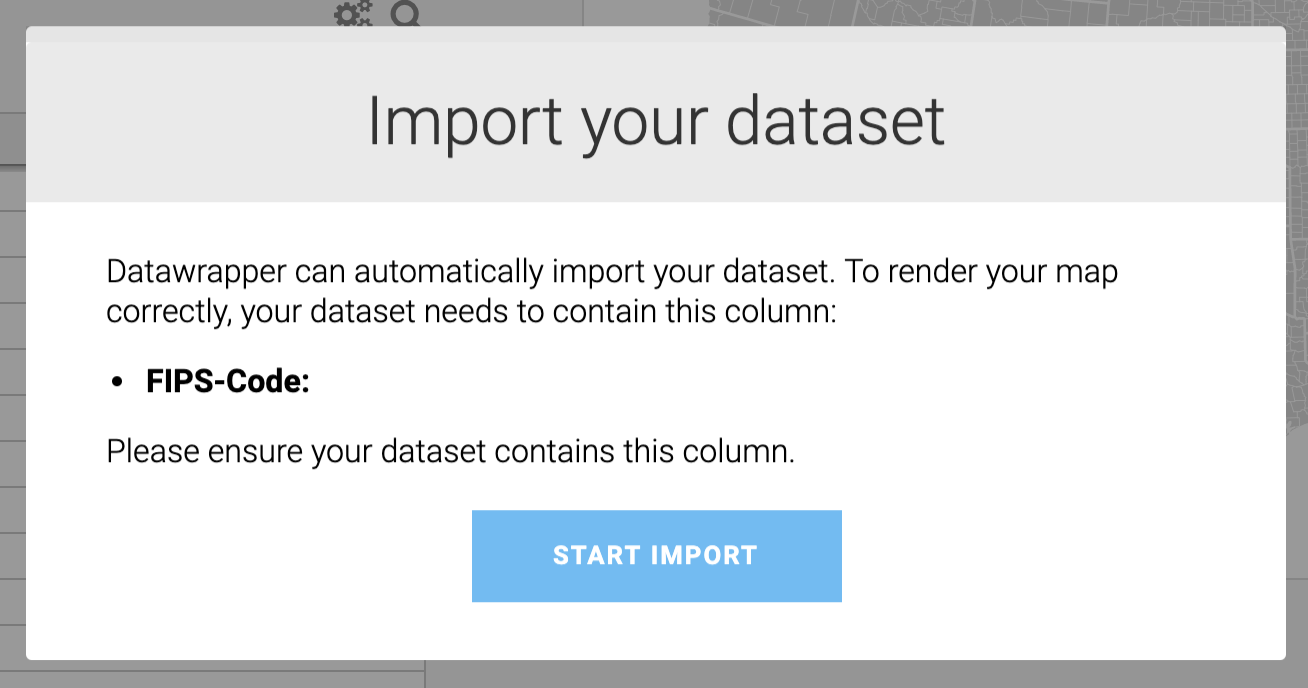 Import your dataset
Datawrapper can automatically import your dataset. To render your map
correctly, your dataset needs to contain this column:
• FIPS-Code:
Please ensure your dataset contains this column.
START IMPORT